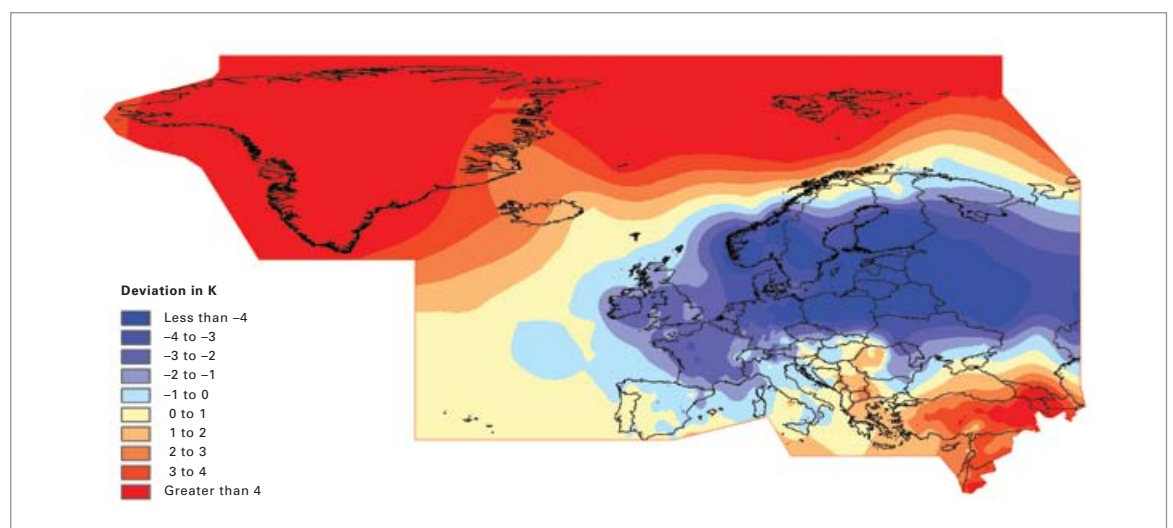 Deviation in K
Less than –4
–4 to –3
–3 to –2
–2 to –1
–1 to 0
0 to 1
1 to 2
2 to 3
3 to 4
Greater than 4